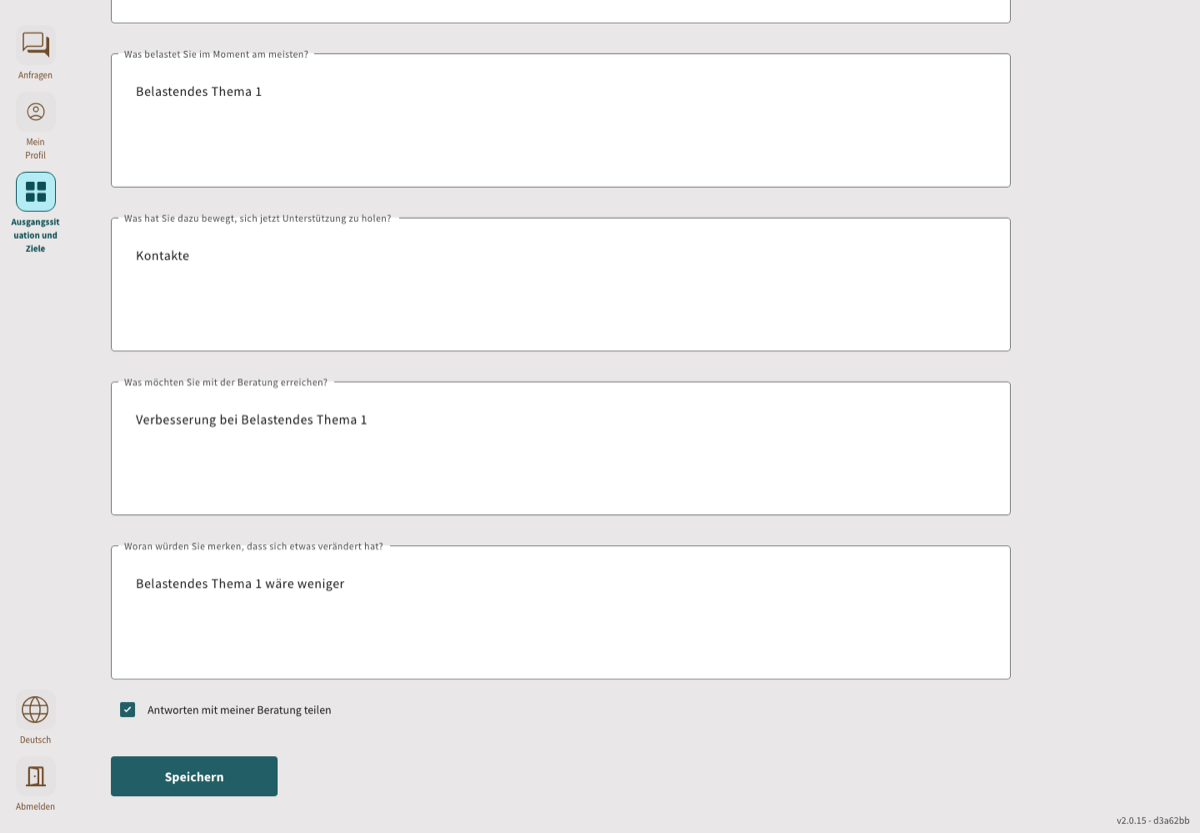 Anfragen
Mein
Profil
Ausgangssit
uation und
Ziele
Was belastet Sie im Moment am meisten?
Belastendes Thema 1
Was hat Sie dazu bewegt, sich jetzt Unterstützung zu holen?
Kontakte
Was möchten Sie mit der Beratung erreichen?
Verbesserung bei Belastendes Thema 1
Woran würden Sie merken, dass sich etwas verändert hat?
Belastendes Thema 1 wäre weniger
Antworten mit meiner Beratung teilen
Speichern
Deutsch
Abmelden
v2.0.15 - d3a62bb